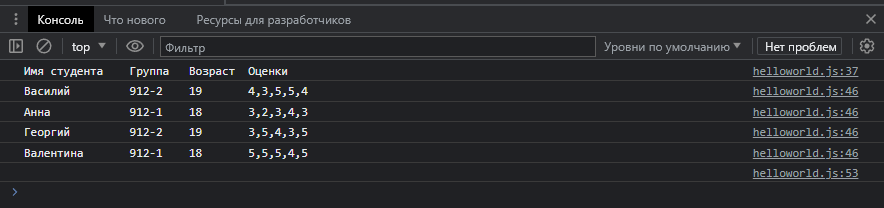 Консоль Что нового Ресурсы для разработчиков
top Фильтр Уровни по умолчанию Нет проблем
Имя студента Группа Возраст Оценки helloworld.js:37
Василий 912-2 19 4,3,5,5,4 helloworld.js:46
Анна 912-1 18 3,2,3,4,3 helloworld.js:46
Георгий 912-2 19 3,5,4,3,5 helloworld.js:46
Валентина 912-1 18 5,5,5,4,5 helloworld.js:46
helloworld.js:53